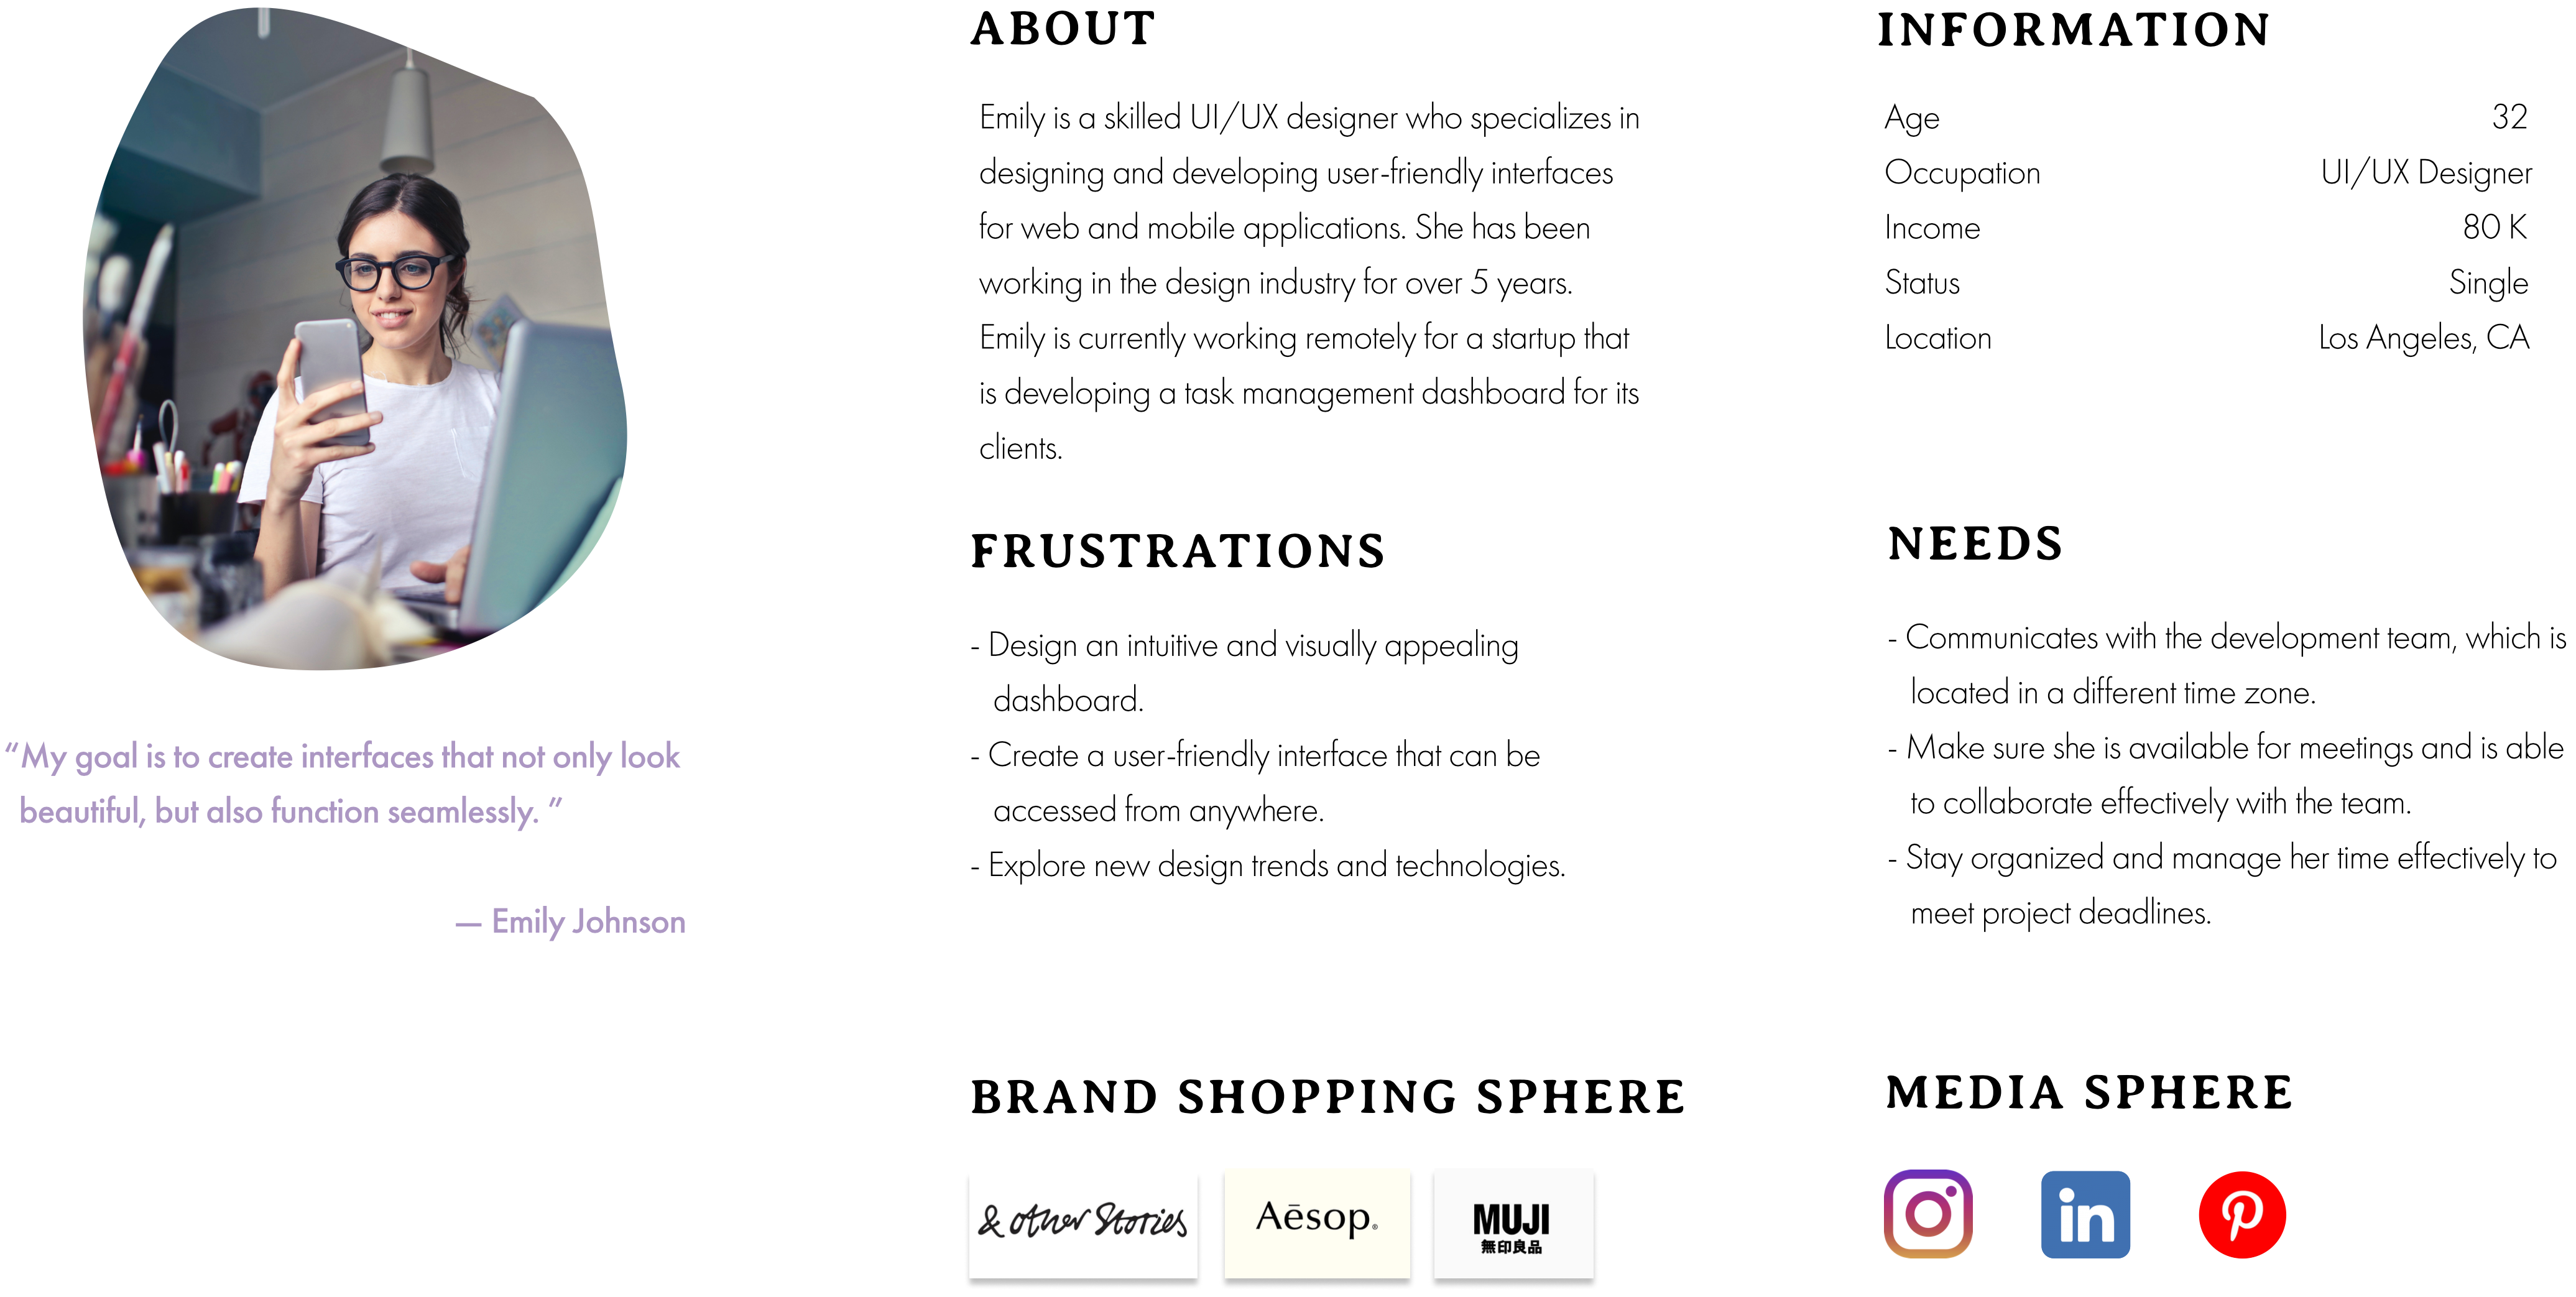 “My goal is to create interfaces that not only look
beautiful, but also function seamlessly. ”
— Emily Johnson
ABOUT
Emily is a skilled UI/UX designer who specializes in
designing and developing user-friendly interfaces
for web and mobile applications. She has been
working in the design industry for over 5 years.
Emily is currently working remotely for a startup that
is developing a task management dashboard for its
clients.
INFORMATION
Age 32
Occupation UI/UX Designer
Income 80 K
Status Single
Location Los Angeles, CA
FRUSTRATIONS
- Design an intuitive and visually appealing
dashboard.
- Create a user-friendly interface that can be
accessed from anywhere.
- Explore new design trends and technologies.
NEEDS
- Communicates with the development team, which is
located in a different time zone.
- Make sure she is available for meetings and is able
to collaborate effectively with the team.
- Stay organized and manage her time effectively to
meet project deadlines.
BRAND SHOPPING SPHERE
& other Stories
Aēsop®
MUJI
無印良品
MEDIA SPHERE
in